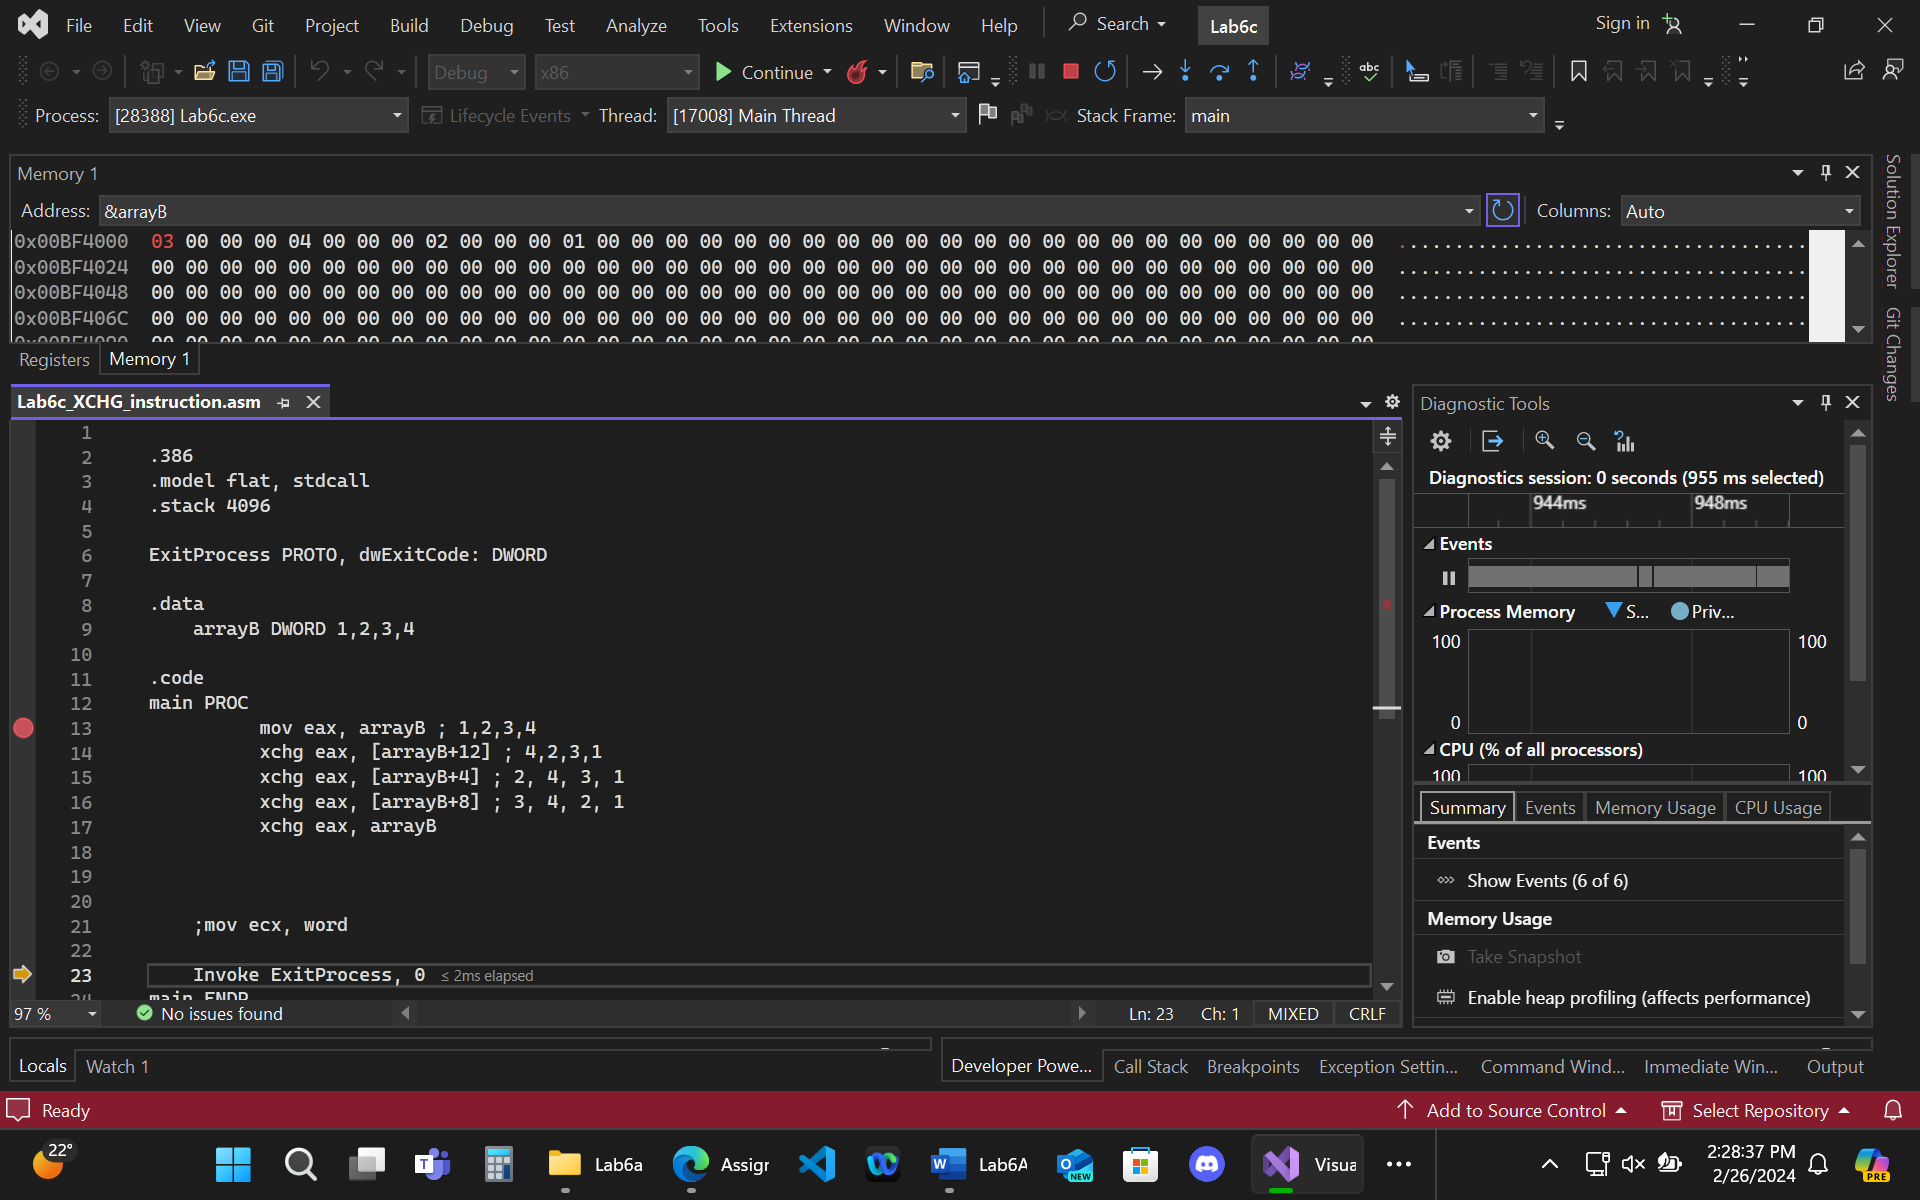 File Edit View Git Project Build Debug Test Analyze Tools Extensions Window Help Search Lab6c Sign in
Debug x86 Continue
Process: [28388] Lab6c.exe Lifecycle Events Thread: [17008] Main Thread Stack Frame: main
Memory 1
Address: &arrayB Columns: Auto
0x00BF4000 03 00 00 00 04 00 00 00 02 00 00 00 01 00 00 00 00 00 00 00 00 00 00 00 00 00 00 00 00 00 00 00 00 00 00 00 ....................................
0x00BF4024 00 00 00 00 00 00 00 00 00 00 00 00 00 00 00 00 00 00 00 00 00 00 00 00 00 00 00 00 00 00 00 00 00 00 00 00 ....................................
0x00BF4048 00 00 00 00 00 00 00 00 00 00 00 00 00 00 00 00 00 00 00 00 00 00 00 00 00 00 00 00 00 00 00 00 00 00 00 00 ....................................
0x00BF406C 00 00 00 00 00 00 00 00 00 00 00 00 00 00 00 00 00 00 00 00 00 00 00 00 00 00 00 00 00 00 00 00 00 00 00 00 ....................................
Registers Memory 1
Solution Explorer
Git Changes
Lab6c_XCHG_instruction.asm
1
2 .386
3 .model flat, stdcall
4 .stack 4096
5
6 ExitProcess PROTO, dwExitCode: DWORD
7
8 .data
9 arrayB DWORD 1,2,3,4
10
11 .code
12 main PROC
13 mov eax, arrayB ; 1,2,3,4
14 xchg eax, [arrayB+12] ; 4,2,3,1
15 xchg eax, [arrayB+4] ; 2, 4, 3, 1
16 xchg eax, [arrayB+8] ; 3, 4, 2, 1
17 xchg eax, arrayB
18
19
20
21 ;mov ecx, word
22
23 Invoke ExitProcess, 0 ≤ 2ms elapsed
24 main ENDP
97 % No issues found Ln: 23 Ch: 1 MIXED CRLF
Diagnostic Tools
Diagnostics session: 0 seconds (955 ms selected)
944ms 948ms
Events
Process Memory S... Priv...
100 100
0 0
CPU (% of all processors)
100 100
Summary Events Memory Usage CPU Usage
Events
Show Events (6 of 6)
Memory Usage
Take Snapshot
Enable heap profiling (affects performance)
Locals Watch 1
Developer Powe... Call Stack Breakpoints Exception Settin... Command Wind... Immediate Win... Output
Ready Add to Source Control Select Repository
22° Lab6a Assigr Lab6A NEW Visua 2:28:37 PM PRE
2/26/2024